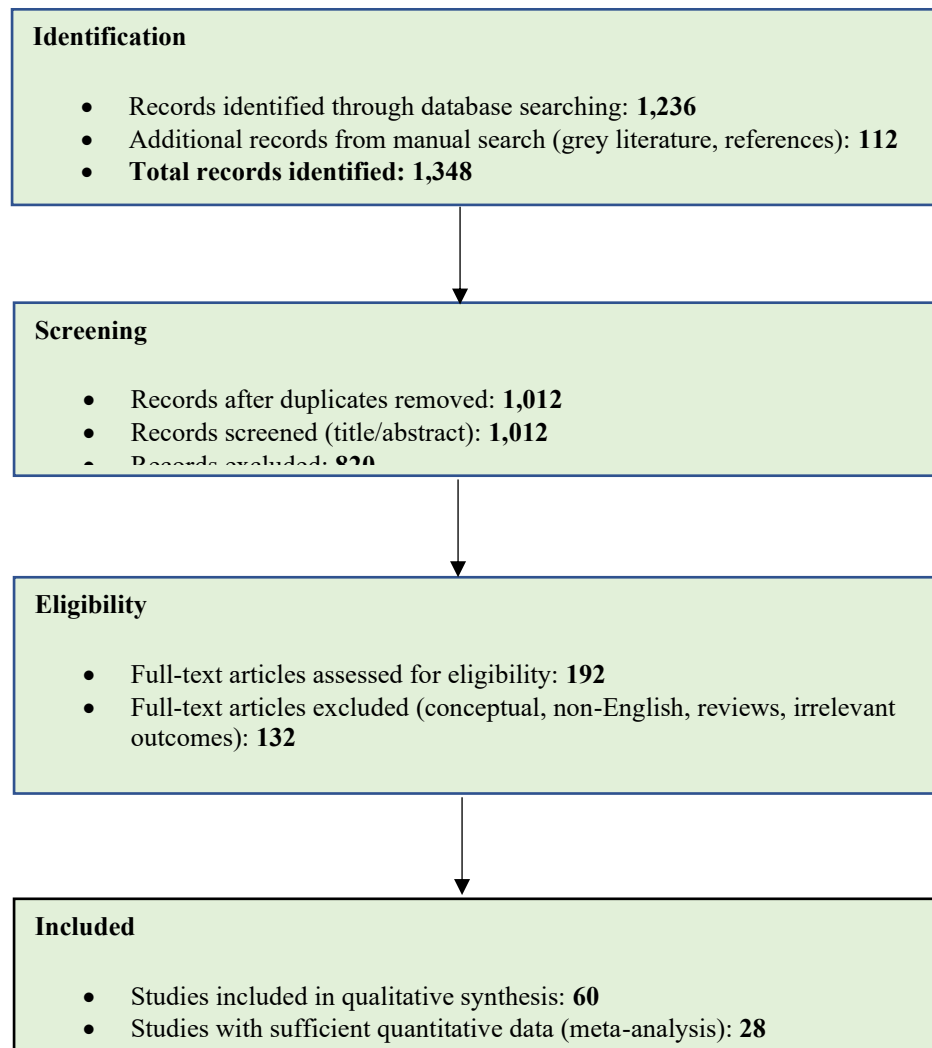 Identification
• Records identified through database searching: 1,236
• Additional records from manual search (grey literature, references): 112
• Total records identified: 1,348
Screening
• Records after duplicates removed: 1,012
• Records screened (title/abstract): 1,012
• Records excluded: 820
Eligibility
• Full-text articles assessed for eligibility: 192
• Full-text articles excluded (conceptual, non-English, reviews, irrelevant
outcomes): 132
Included
• Studies included in qualitative synthesis: 60
• Studies with sufficient quantitative data (meta-analysis): 28